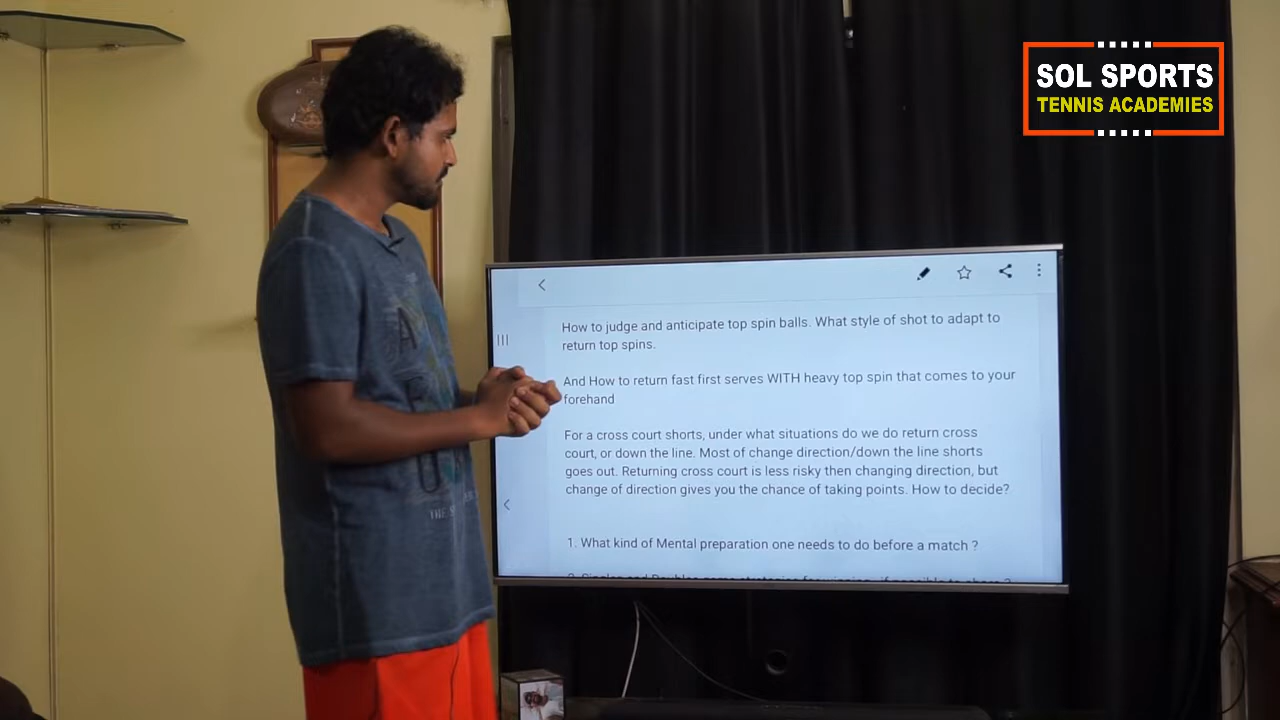 SOL SPORTS
TENNIS ACADEMIES
How to judge and anticipate top spin balls. What style of shot to adapt to
return top spins.
And How to return fast first serves WITH heavy top spin that comes to your
forehand
For a cross court shorts, under what situations do we do return cross
court, or down the line. Most of change direction/down the line shorts
goes out. Returning cross court is less risky then changing direction, but
change of direction gives you the chance of taking points. How to decide?
1. What kind of Mental preparation one needs to do before a match ?